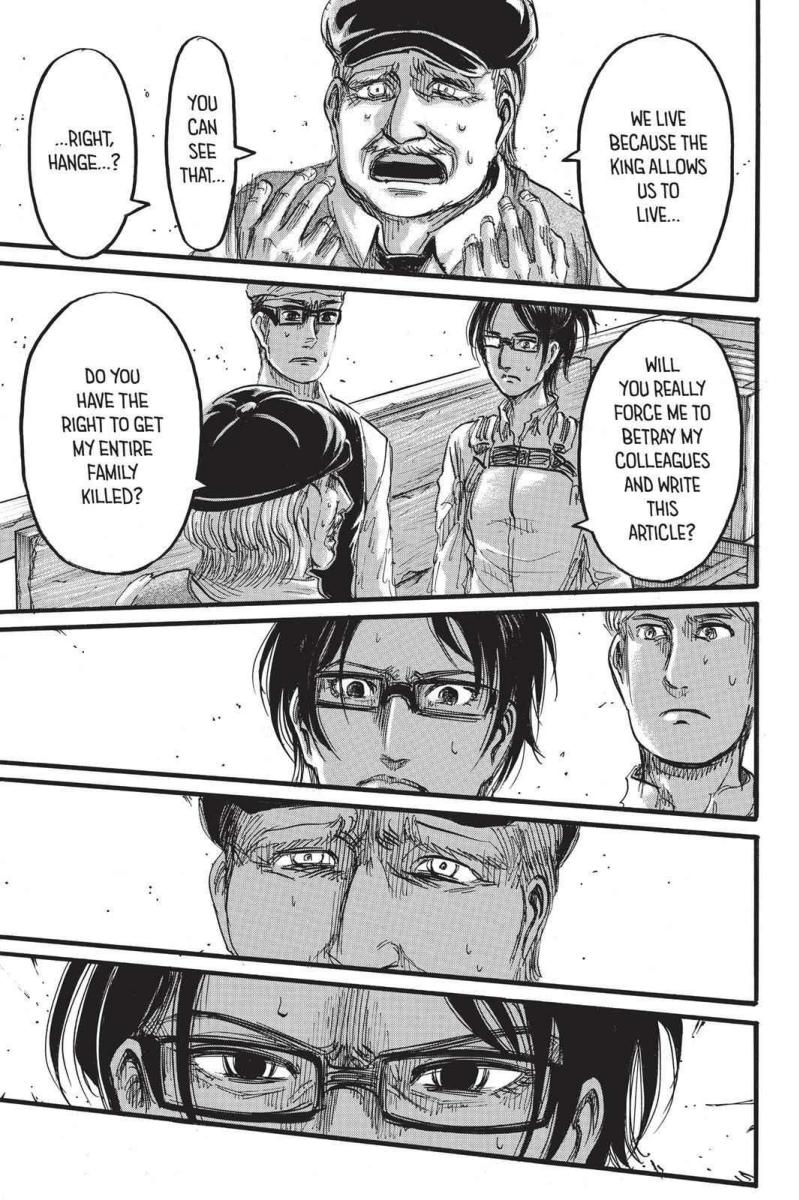 WE LIVE
BECAUSE THE
KING ALLOWS
US TO
LIVE...
YOU
CAN
SEE
THAT...
...RIGHT,
HANGE...?
WILL
YOU REALLY
FORCE ME TO
BETRAY MY
COLLEAGUES
AND WRITE
THIS
ARTICLE?
DO YOU
HAVE THE
RIGHT TO GET
MY ENTIRE
FAMILY
KILLED?